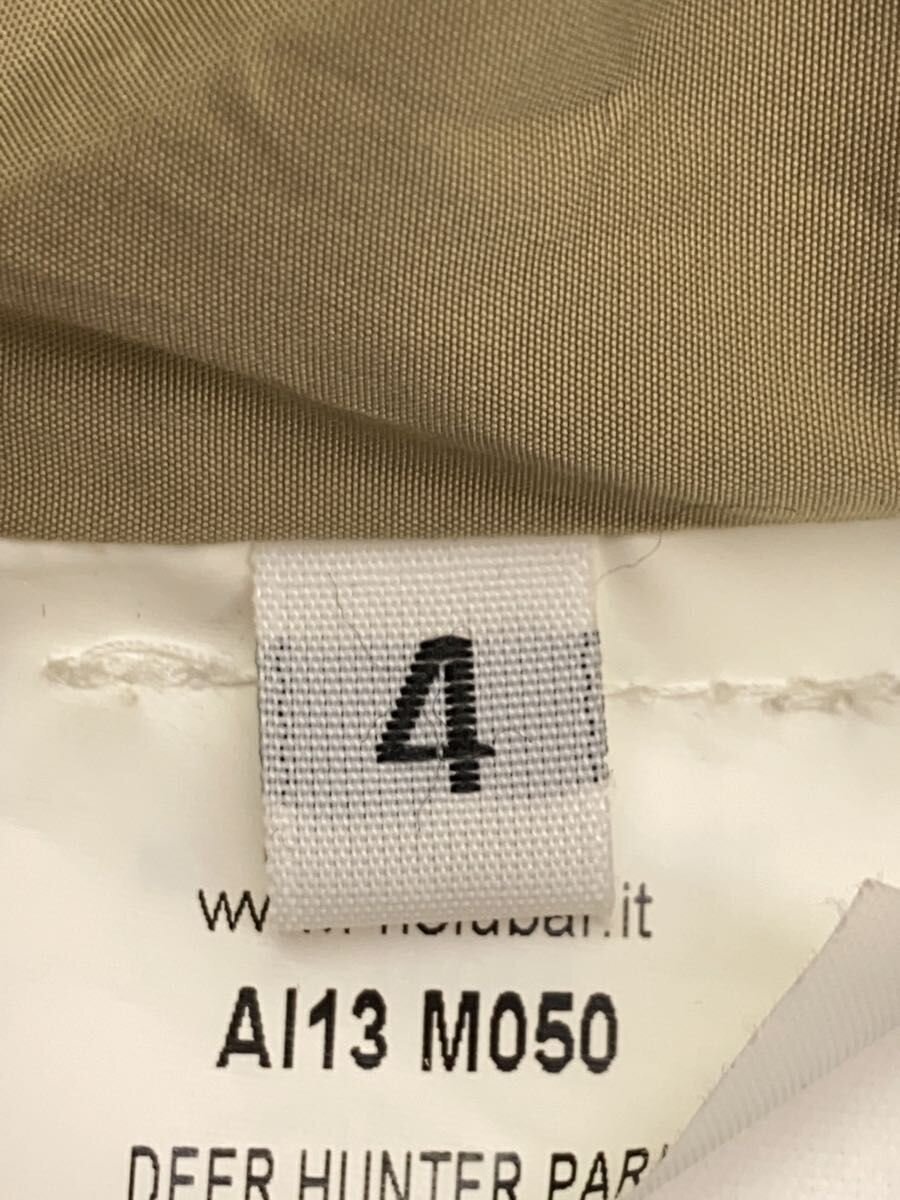 4
AI13 M050
DEER HUNTER